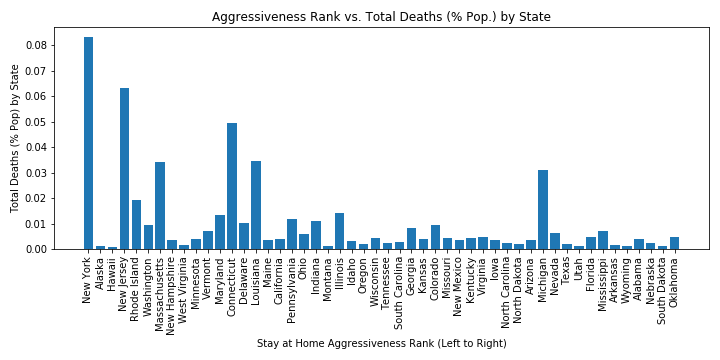 Aggressiveness Rank vs. Total Deaths (% Pop.) by State
Total Deaths (% Pop) by State
0.08
0.07
0.06
0.05
0.04
0.03
0.02
0.01
0.00
New York
Alaska
Hawaii
New Jersey
Rhode Island
Washington
Massachusetts
New Hampshire
West Virginia
Minnesota
Vermont
Maryland
Connecticut
Delaware
Louisiana
Maine
California
Pennsylvania
Ohio
Indiana
Montana
Illinois
Idaho
Oregon
Wisconsin
Tennessee
South Carolina
Georgia
Kansas
Colorado
Missouri
New Mexico
Kentucky
Virginia
Iowa
North Carolina
North Dakota
Arizona
Michigan
Nevada
Texas
Utah
Florida
Mississippi
Arkansas
Wyoming
Alabama
Nebraska
South Dakota
Oklahoma
Stay at Home Aggressiveness Rank (Left to Right)